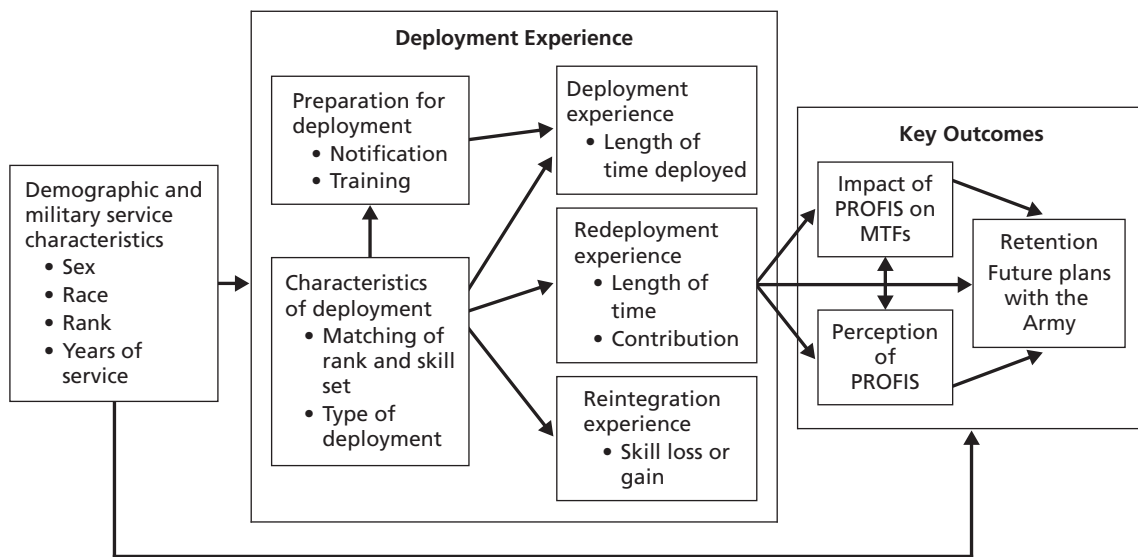 Deployment Experience
Demographic and
military service
characteristics
• Sex
• Race
• Rank
• Years of
service
Preparation for
deployment
• Notification
• Training
Characteristics
of deployment
• Matching of
rank and skill
set
• Type of
deployment
Deployment
experience
• Length of
time deployed
Redeployment
experience
• Length of
time
• Contribution
Reintegration
experience
• Skill loss or
gain
Key Outcomes
Impact of
PROFIS on
MTFs
Perception
of
PROFIS
Retention
Future plans
with the
Army